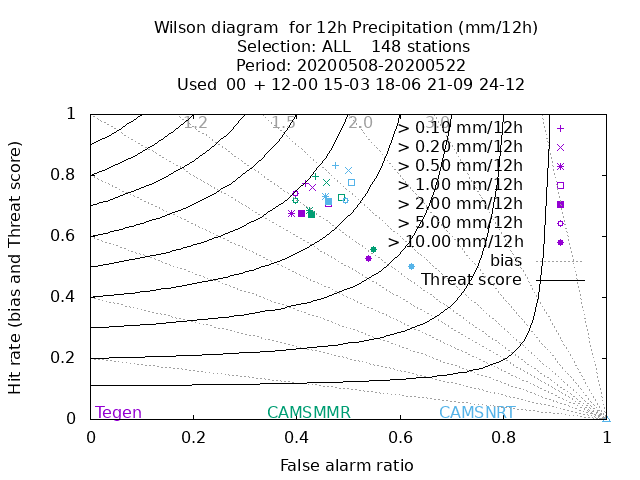 Wilson diagram  for 12h Precipitation (mm/12h)
Selection: ALL    148 stations
Period: 20200508-20200522
Used  00 + 12-00 15-03 18-06 21-09 24-12
Hit rate (bias and Threat score)
1
0.8
0.6
0.4
0.2
0
1.2
1.5
2.0
3.0
> 0.10 mm/12h
> 0.20 mm/12h
> 0.50 mm/12h
> 1.00 mm/12h
> 2.00 mm/12h
> 5.00 mm/12h
> 10.00 mm/12h
bias
Threat score
Tegen
CAMSMMR
CAMSNRT
0
0.2
0.4
0.6
0.8
1
False alarm ratio